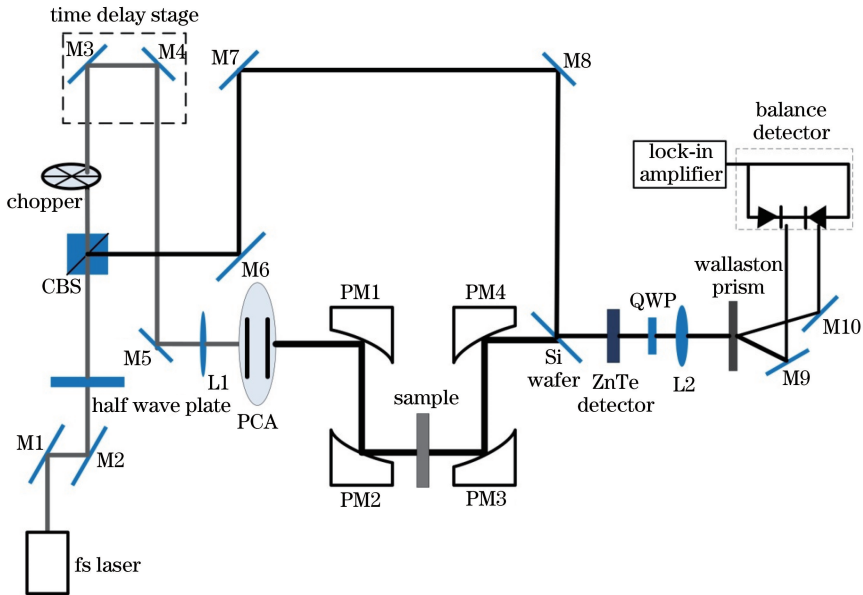 time delay stage
M3
M4
M7
M8
balance
detector
lock-in
amplifier
chopper
CBS
M6
wallaston
prism
PM1
PM4
QWP
M10
M5
L1
Si
wafer
ZnTe
detector
L2
M9
half wave plate
PCA
sample
M1
M2
PM2
PM3
fs laser